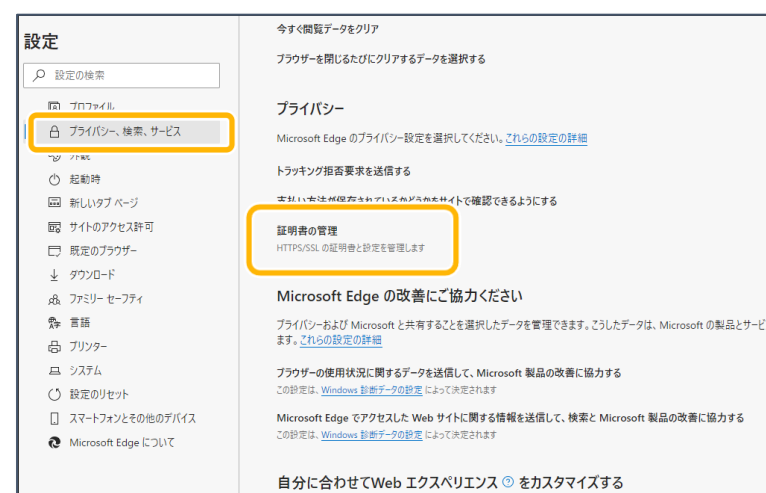 設定
設定の検索
プロファイル
プライバシー、検索、サービス
外観
起動時
新しいタブ ページ
サイトのアクセス許可
既定のブラウザー
ダウンロード
ファミリー セーフティ
言語
プリンター
システム
設定のリセット
スマートフォンとその他のデバイス
Microsoft Edge について
今すぐ閲覧データをクリア
ブラウザーを閉じるたびにクリアするデータを選択する
プライバシー
Microsoft Edge のプライバシー設定を選択してください。これらの設定の詳細
トラッキング拒否要求を送信する
支払い方法が保存されているかどうかをサイトで確認できるようにする
証明書の管理
HTTPS/SSL の証明書と設定を管理します
Microsoft Edge の改善にご協力ください
プライバシーおよび Microsoft と共有することを選択したデータを管理できます。こうしたデータは、Microsoft の製品とサービ
ます。これらの設定の詳細
ブラウザーの使用状況に関するデータを送信して、Microsoft 製品の改善に協力する
この設定は、Windows 診断データの設定 によって決定されます
Microsoft Edge でアクセスした Web サイトに関する情報を送信して、検索と Microsoft 製品の改善に協力する
この設定は、Windows 診断データの設定 によって決定されます
自分に合わせてWeb エクスペリエンス をカスタマイズする